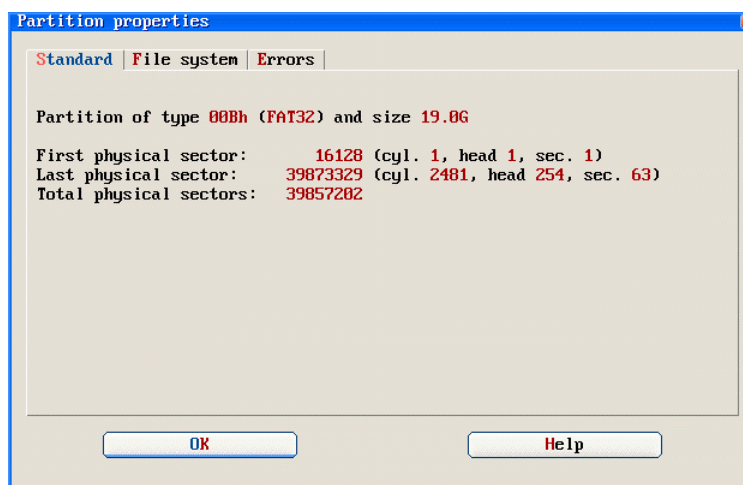 Partition properties
Standard File system Errors
Partition of type 00Bh (FAT32) and size 19.0G
First physical sector: 16128 (cyl. 1, head 1, sec. 1)
Last physical sector: 39873329 (cyl. 2481, head 254, sec. 63)
Total physical sectors: 39857202
OK Help